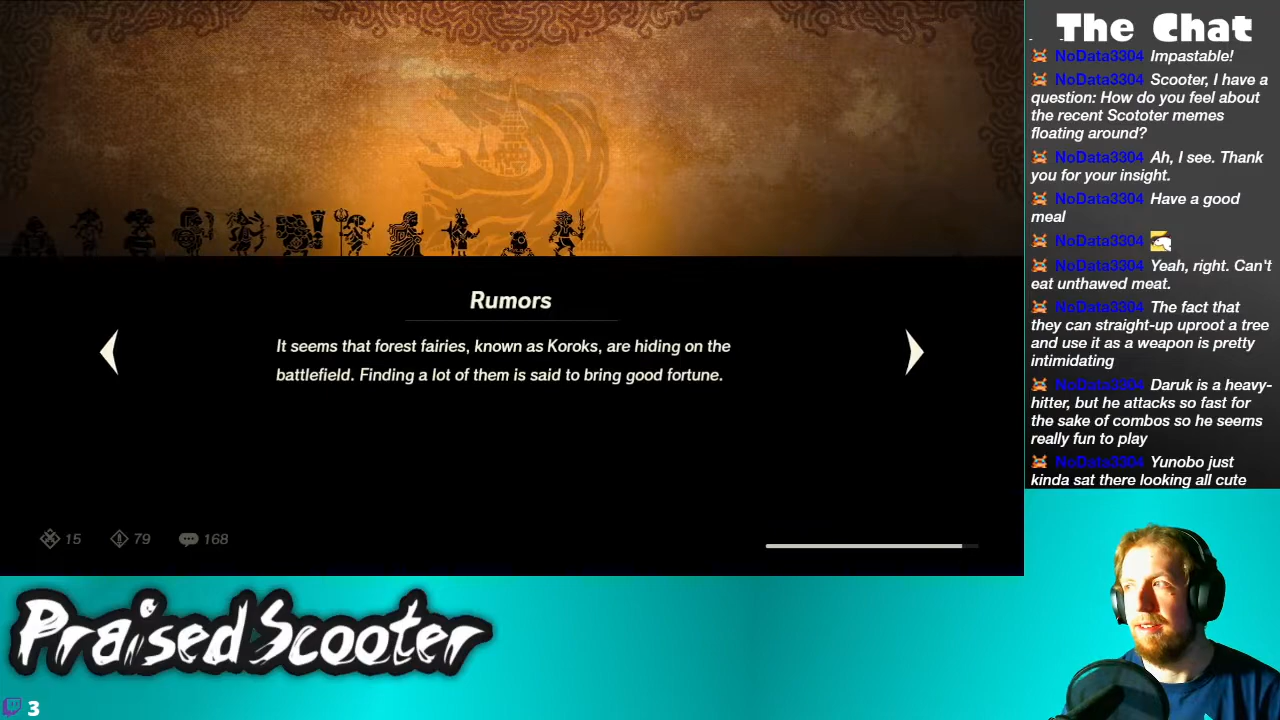 The Chat
NoData3304 Impastable!
NoData3304 Scooter, I have a
question: How do you feel about
the recent Scototer memes
floating around?
NoData3304 Ah, I see. Thank
you for your insight.
NoData3304 Have a good
meal
NoData3304
NoData3304 Yeah, right. Can't
eat unthawed meat.
NoData3304 The fact that
they can straight-up uproot a tree
and use it as a weapon is pretty
intimidating
NoData3304 Daruk is a heavy-
hitter, but he attacks so fast for
the sake of combos so he seems
really fun to play
NoData3304 Yunobo just
kinda sat there looking all cute
Rumors
It seems that forest fairies, known as Koroks, are hiding on the
battlefield. Finding a lot of them is said to bring good fortune.
15 79 168
PraisedScooter
3